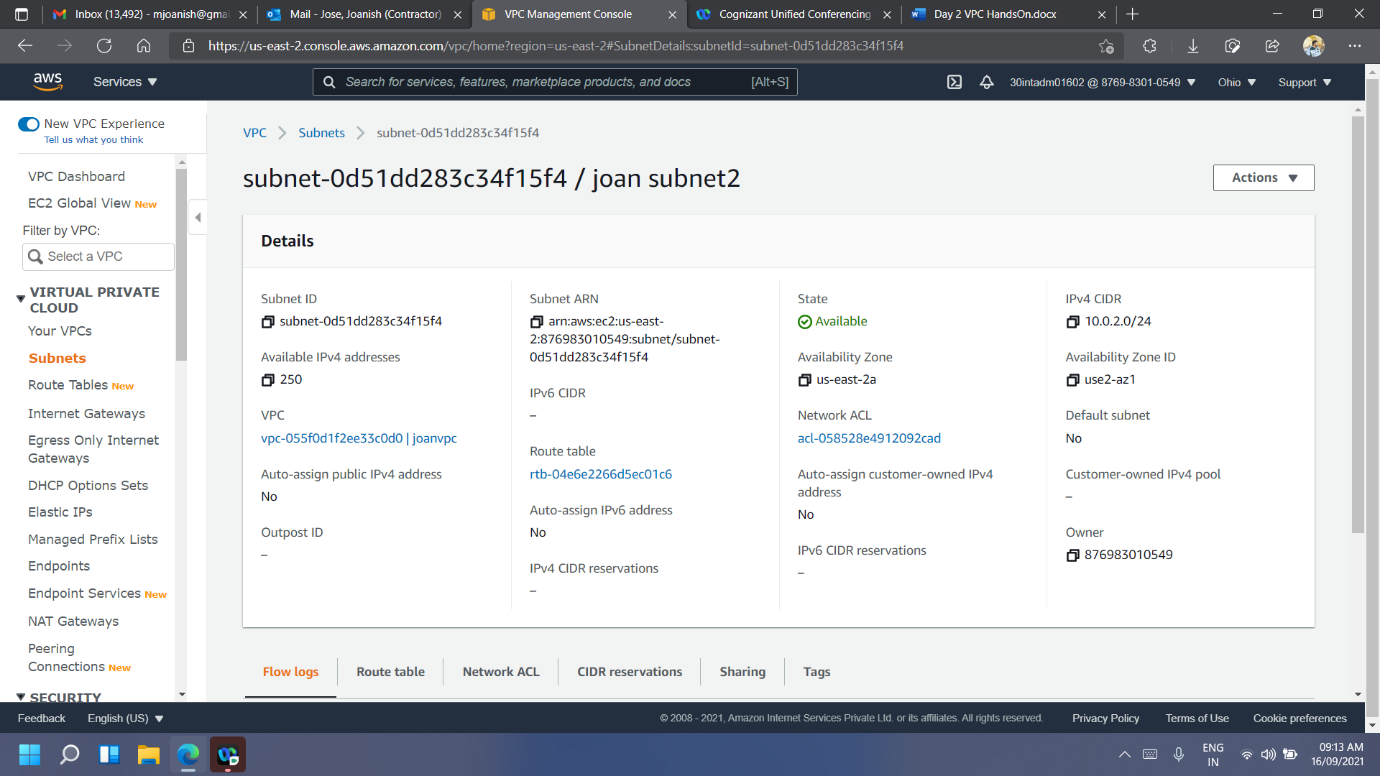 Inbox (13,492) - mjoanish@gmai
Mail - Jose, Joanish (Contractor)
VPC Management Console
Cognizant Unified Conferencing
Day 2 VPC HandsOn.docx
https://us-east-2.console.aws.amazon.com/vpc/home?region=us-east-2#SubnetDetails:subnetId=subnet-0d51dd283c34f15f4
aws
Services
Search for services, features, marketplace products, and docs
[Alt+S]
30intadm01602 @ 8769-8301-0549
Ohio
Support
New VPC Experience
Tell us what you think
VPC Dashboard
EC2 Global View New
Filter by VPC:
Select a VPC
VIRTUAL PRIVATE
CLOUD
Your VPCs
Subnets
Route Tables New
Internet Gateways
Egress Only Internet
Gateways
DHCP Options Sets
Elastic IPs
Managed Prefix Lists
Endpoints
Endpoint Services New
NAT Gateways
Peering
Connections New
SECURITY
VPC
Subnets
subnet-0d51dd283c34f15f4
subnet-0d51dd283c34f15f4 / joan subnet2
Actions
Details
Subnet ID
subnet-0d51dd283c34f15f4
Available IPv4 addresses
250
VPC
vpc-055f0d1f2ee33c0d0 | joanvpc
Auto-assign public IPv4 address
No
Outpost ID
–
Subnet ARN
arn:aws:ec2:us-east-
2:876983010549:subnet/subnet-
0d51dd283c34f15f4
IPv6 CIDR
–
Route table
rtb-04e6e2266d5ec01c6
Auto-assign IPv6 address
No
IPv4 CIDR reservations
–
State
Available
Availability Zone
us-east-2a
Network ACL
acl-058528e4912092cad
Auto-assign customer-owned IPv4
address
No
IPv6 CIDR reservations
–
IPv4 CIDR
10.0.2.0/24
Availability Zone ID
use2-az1
Default subnet
No
Customer-owned IPv4 pool
–
Owner
876983010549
Flow logs
Route table
Network ACL
CIDR reservations
Sharing
Tags
Feedback
English (US)
© 2008 - 2021, Amazon Internet Services Private Ltd. or its affiliates. All rights reserved.
Privacy Policy
Terms of Use
Cookie preferences
ENG
IN
09:13 AM
16/09/2021